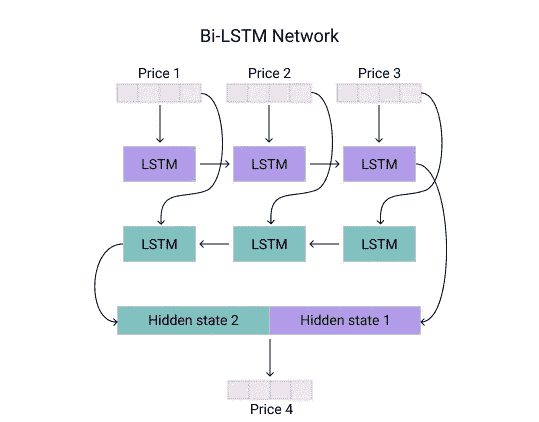 Bi-LSTM Network
Price 1 Price 2 Price 3
LSTM LSTM LSTM
LSTM LSTM LSTM
Hidden state 2 Hidden state 1
Price 4